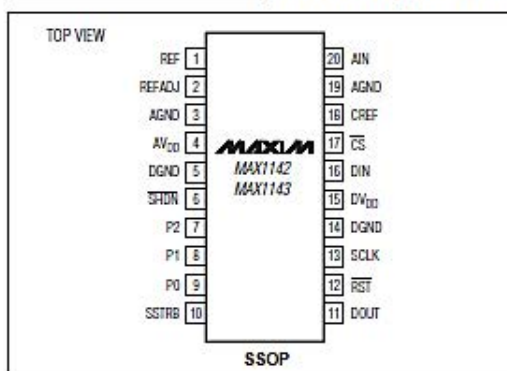 TOP VIEW
REF 1
REFADJ 2
AGND 3
AVDD 4
DGND 5
SHDN 6
P2 7
P1 8
P0 9
SSTRB 10
MAXIM
MAX1142
MAX1143
20 AIN
19 AGND
18 CREF
17 CS
16 DIN
15 DVDD
14 DGND
13 SCLK
12 RST
11 DOUT
SSOP